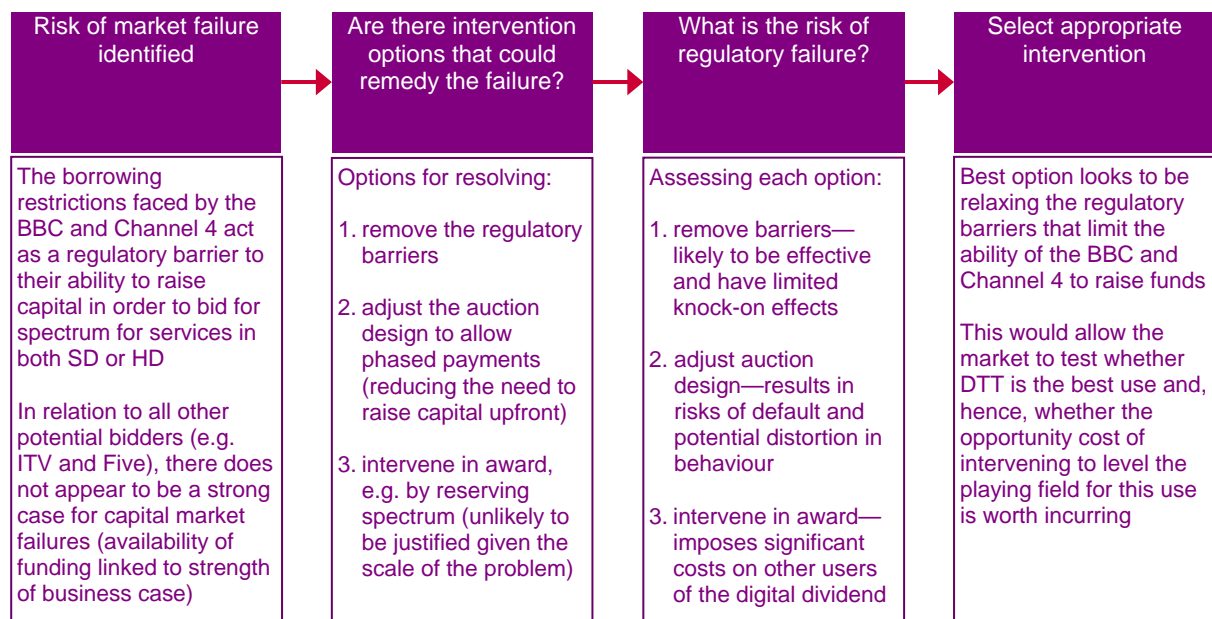 Risk of market failure
identified
Are there intervention
options that could
remedy the failure?
What is the risk of
regulatory failure?
Select appropriate
intervention
The borrowing
restrictions faced by the
BBC and Channel 4 act
as a regulatory barrier to
their ability to raise
capital in order to bid for
spectrum for services in
both SD or HD
In relation to all other
potential bidders (e.g.
ITV and Five), there does
not appear to be a strong
case for capital market
failures (availability of
funding linked to strength
of business case)
Options for resolving:
1. remove the regulatory
barriers
2. adjust the auction
design to allow
phased payments
(reducing the need to
raise capital upfront)
3. intervene in award,
e.g. by reserving
spectrum (unlikely to
be justified given the
scale of the problem)
Assessing each option:
1. remove barriers—
likely to be effective
and have limited
knock-on effects
2. adjust auction
design—results in
risks of default and
potential distortion in
behaviour
3. intervene in award—
imposes significant
costs on other users
of the digital dividend
Best option looks to be
relaxing the regulatory
barriers that limit the
ability of the BBC and
Channel 4 to raise funds
This would allow the
market to test whether
DTT is the best use and,
hence, whether the
opportunity cost of
intervening to level the
playing field for this use
is worth incurring